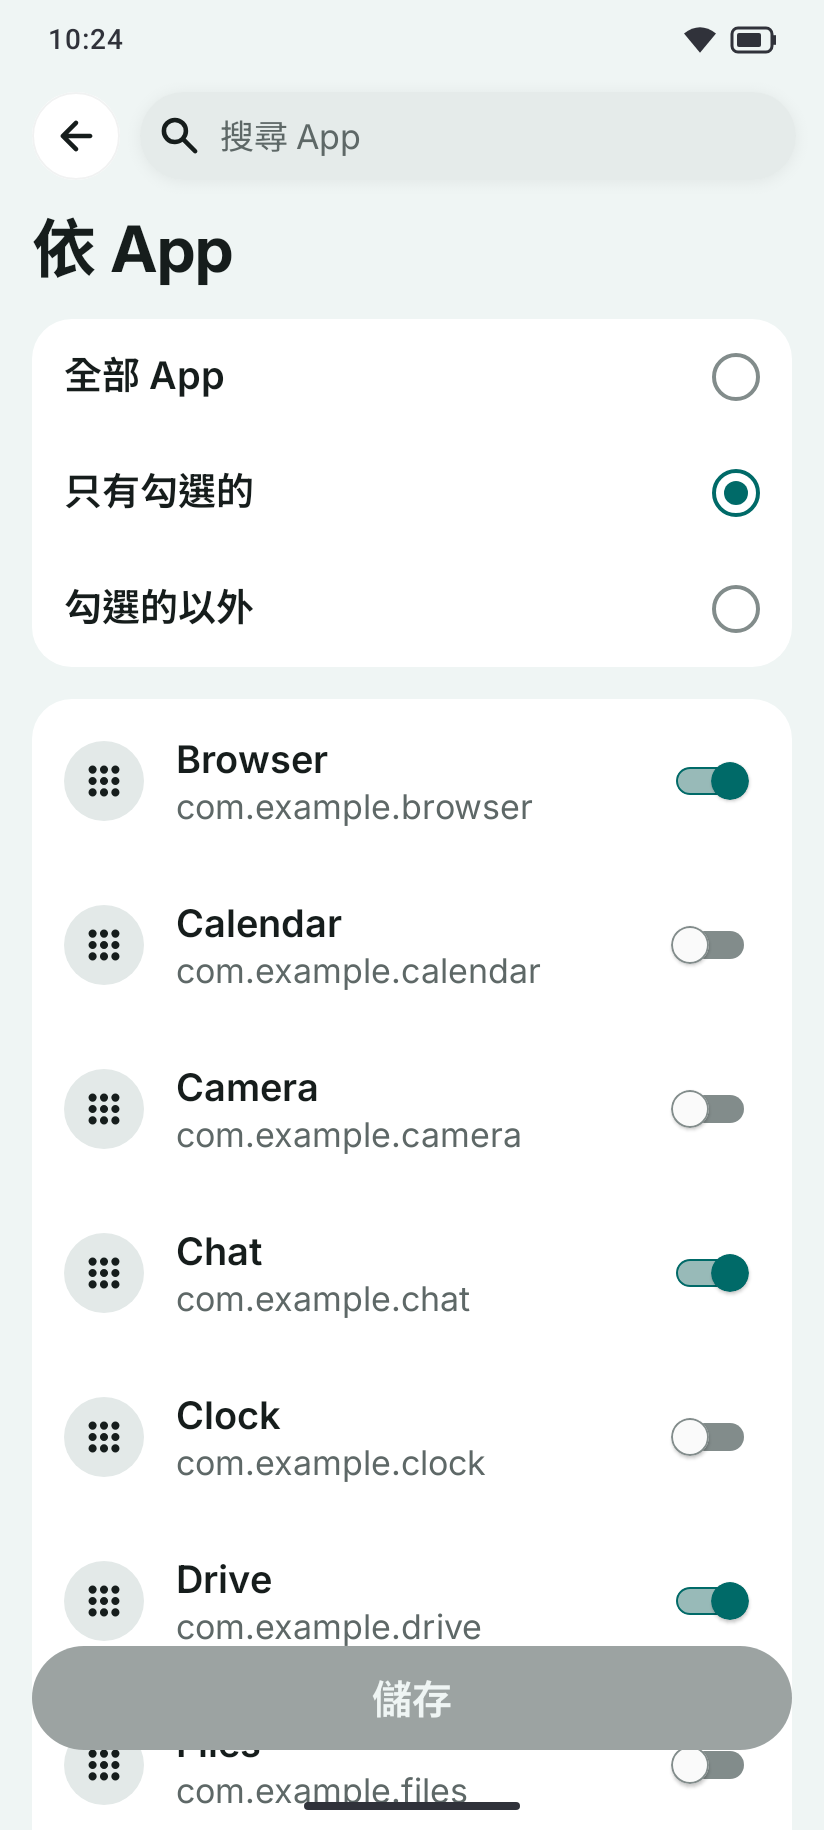 10:24
搜尋 App
依 App
全部 App
只有勾選的
勾選的以外
Browser
com.example.browser
Calendar
com.example.calendar
Camera
com.example.camera
Chat
com.example.chat
Clock
com.example.clock
Drive
com.example.drive
儲存
Files
com.example.files